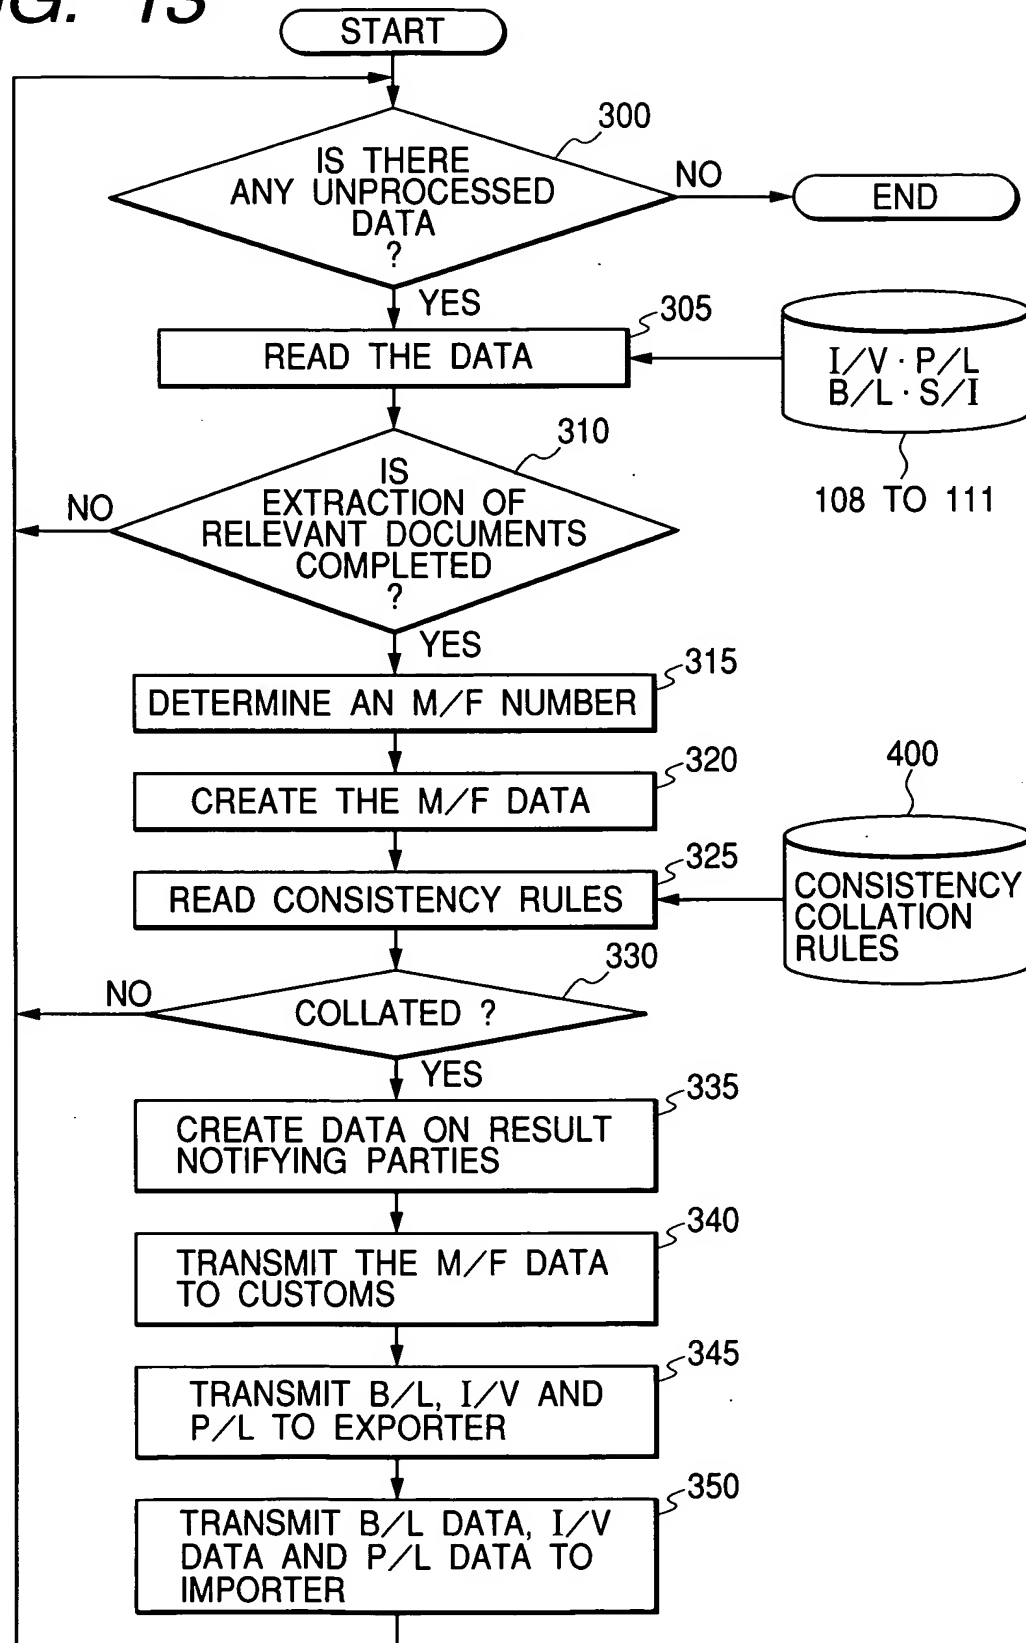 FIG. 13
START
300
IS THERE
ANY UNPROCESSED
DATA
?
NO
END
YES
305
READ THE DATA
I/V · P/L
B/L · S/I
108 TO 111
310
IS
EXTRACTION OF
RELEVANT DOCUMENTS
COMPLETED
?
NO
YES
315
DETERMINE AN M/F NUMBER
320
CREATE THE M/F DATA
400
325
READ CONSISTENCY RULES
CONSISTENCY
COLLATION
RULES
330
COLLATED ?
NO
YES
335
CREATE DATA ON RESULT
NOTIFYING PARTIES
340
TRANSMIT THE M/F DATA
TO CUSTOMS
345
TRANSMIT B/L, I/V AND
P/L TO EXPORTER
350
TRANSMIT B/L DATA, I/V
DATA AND P/L DATA TO
IMPORTER